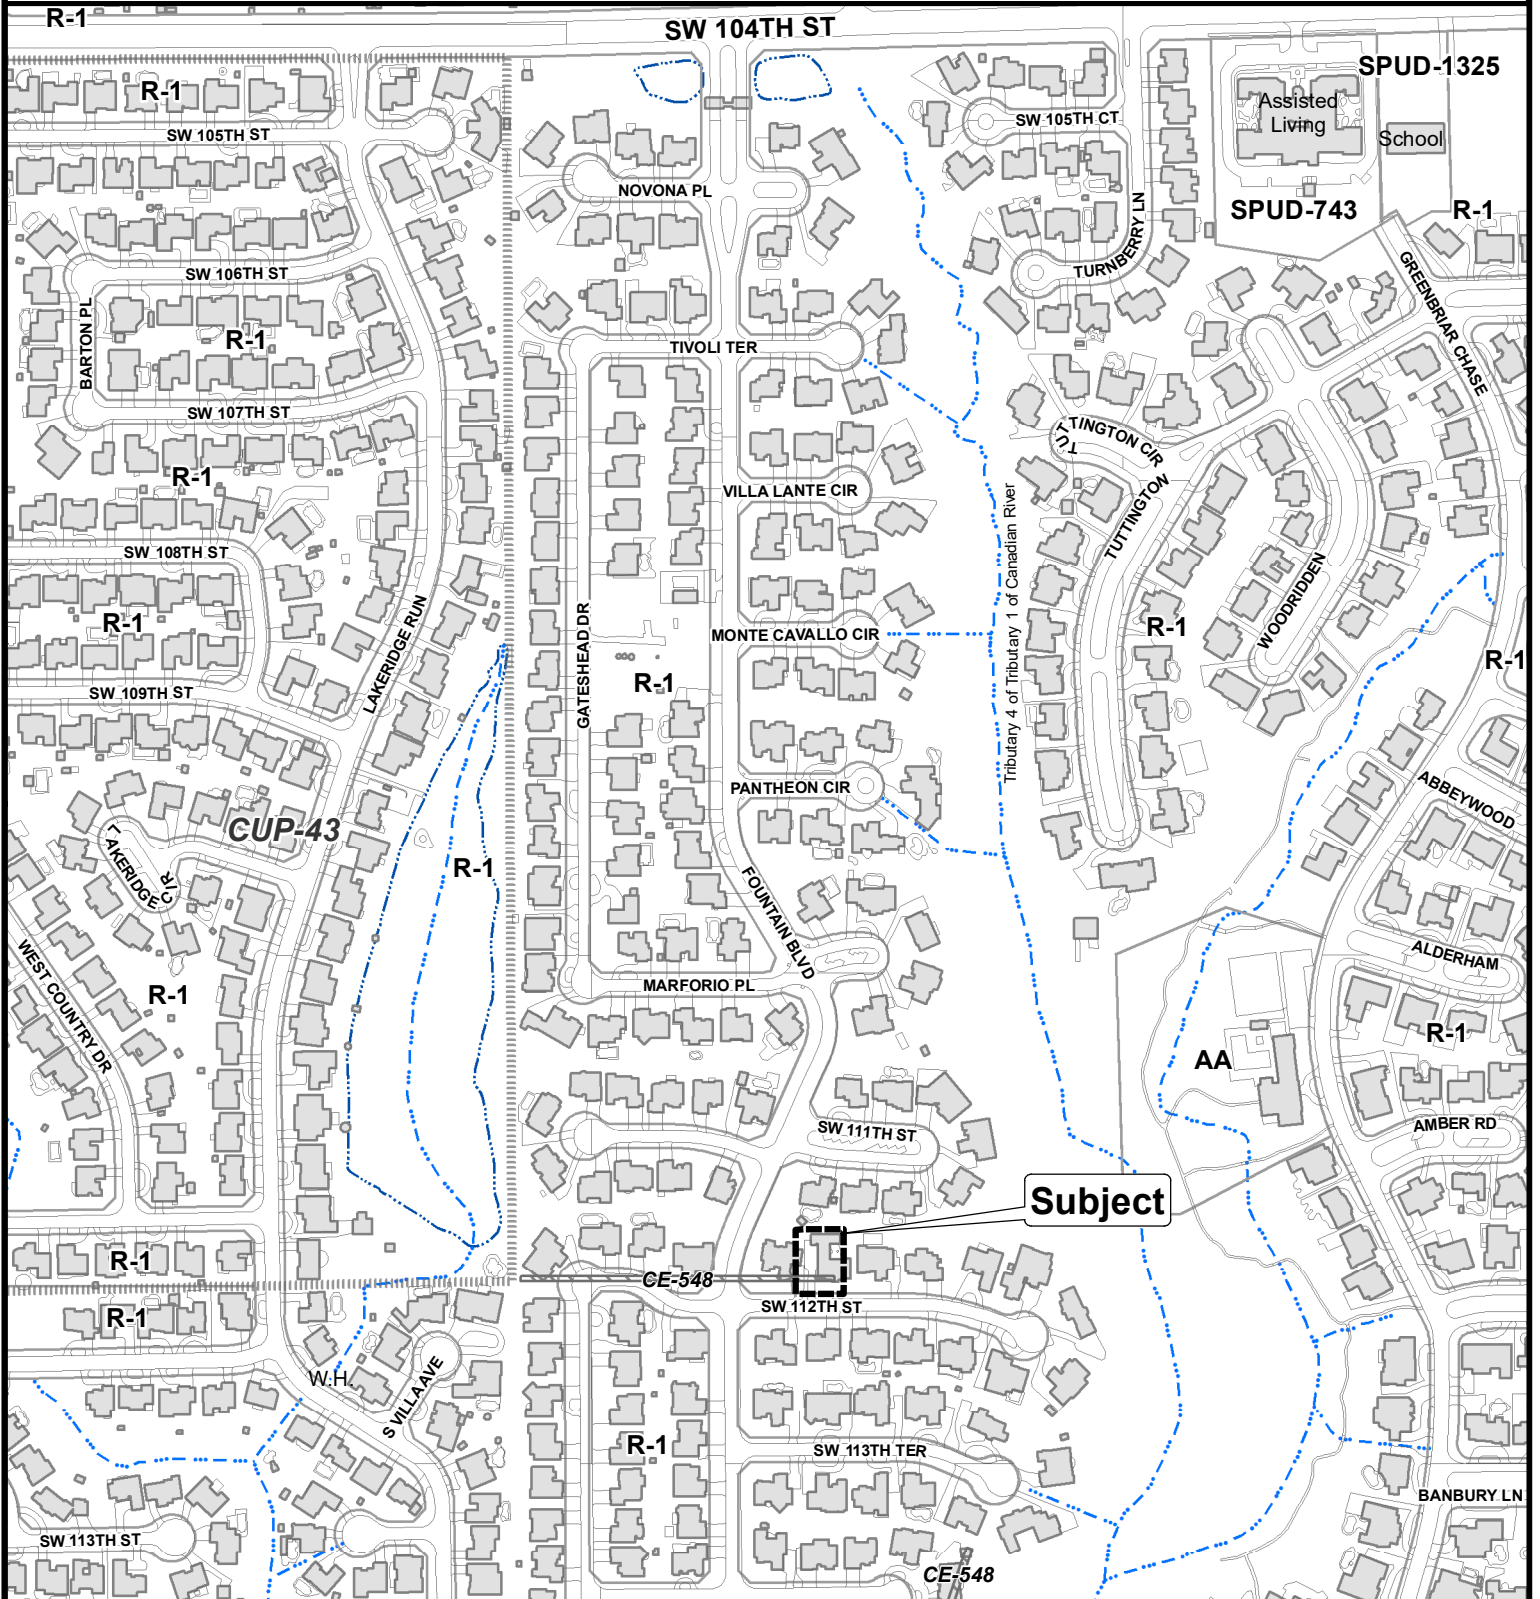 R-1
SW 104TH ST
SPUD-1325
R-1
Assisted
Living
SW 105TH CT
SW 105TH ST
School
NOVONA PL
TURNBERRY LN
SPUD-743
R-1
SW 106TH ST
GREENBRIAR CHASE
BARTON PL
R-1
TIVOLI TER
SW 107TH ST
TUTTINGTON CIR
R-1
VILLA LANTE CIR
TUTTINGTON
Tributary 4 of Tributary 1 of Canadian River
SW 108TH ST
WOODRIDDEN
R-1
LAKERIDGE RUN
GATESHEAD DR
MONTE CAVALLO CIR
R-1
R-1
R-1
SW 109TH ST
PANTHEON CIR
ABBEYWOOD
CUP-43
LAKERIDGE CIR
R-1
FOUNTAIN BLVD
WEST COUNTRY DR
ALDERHAM
MARFORIO PL
R-1
R-1
AA
SW 111TH ST
AMBER RD
Subject
R-1
CE-548
SW 112TH ST
R-1
W.H.
S VILLA AVE
R-1
SW 113TH TER
BANBURY LN
SW 113TH ST
CE-548